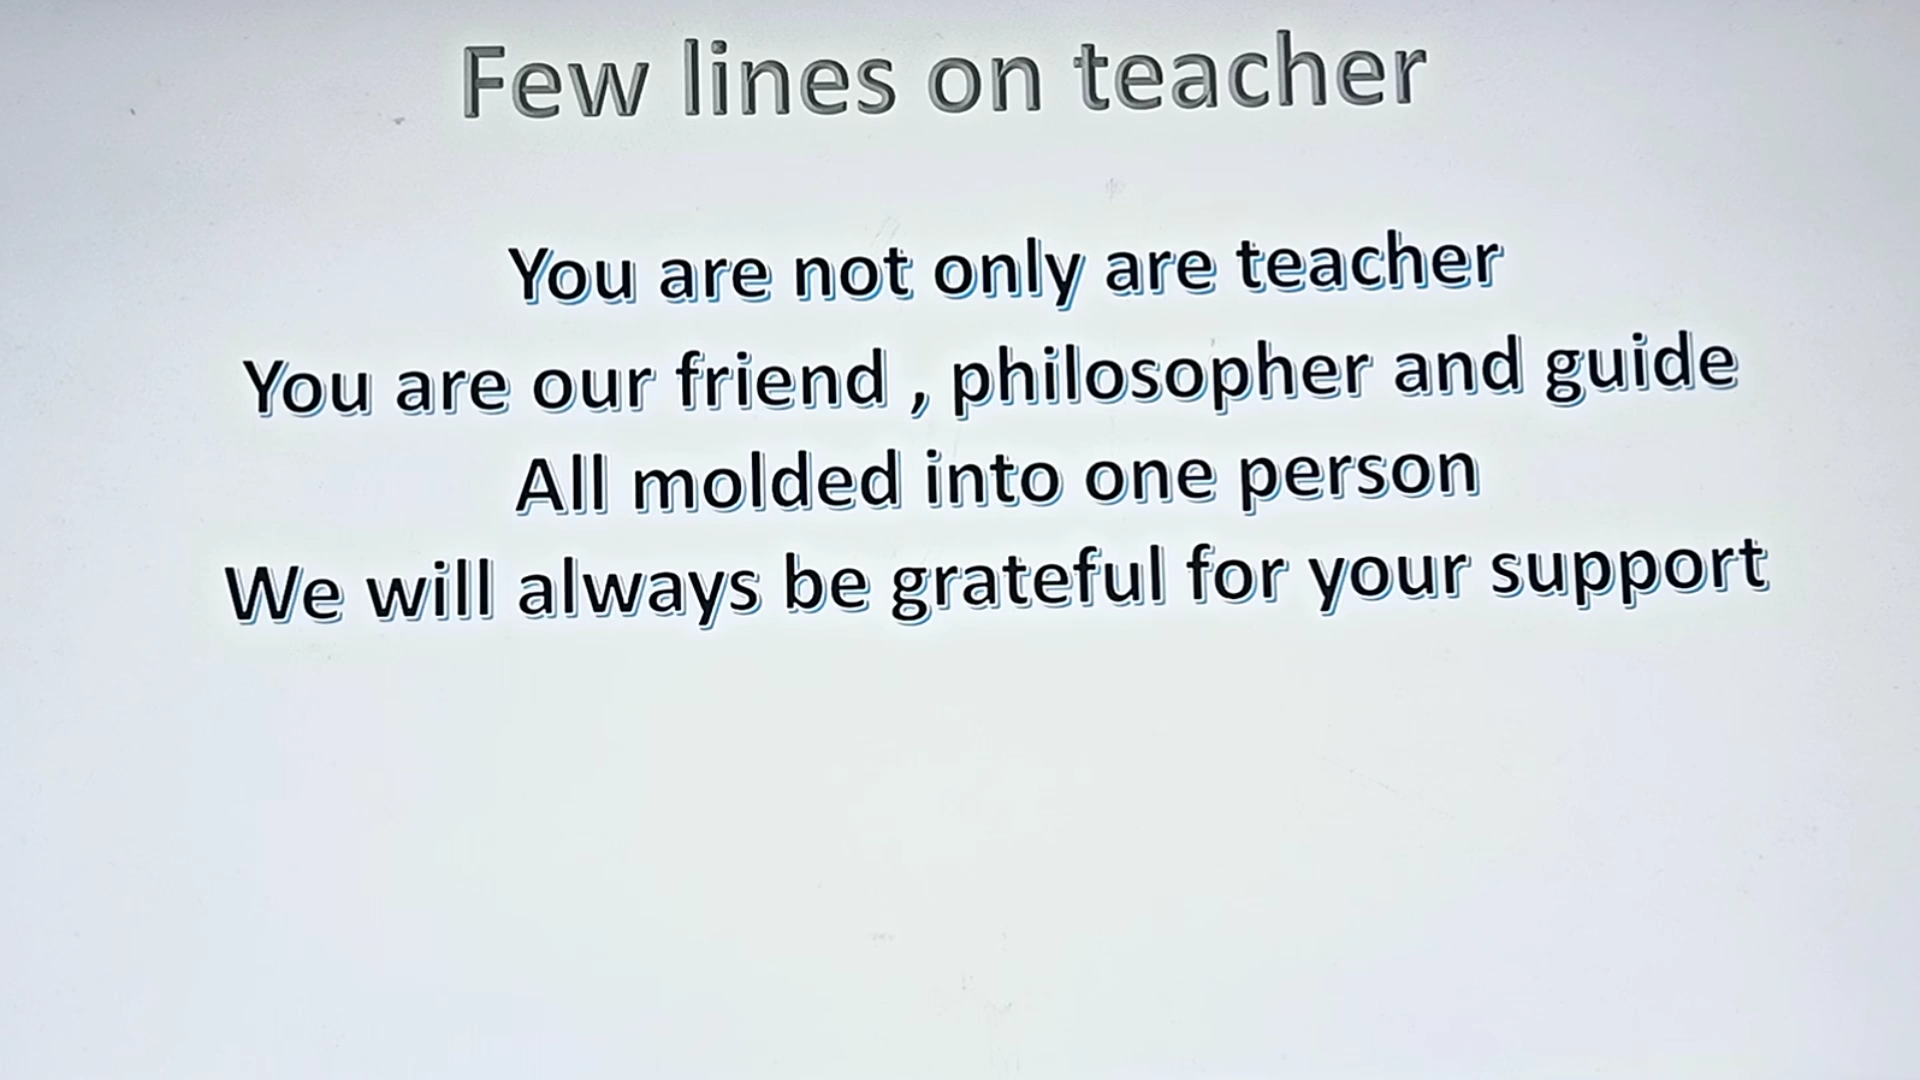 Few lines on teacher
You are not only are teacher
You are our friend , philosopher and guide
All molded into one person
We will always be grateful for your support